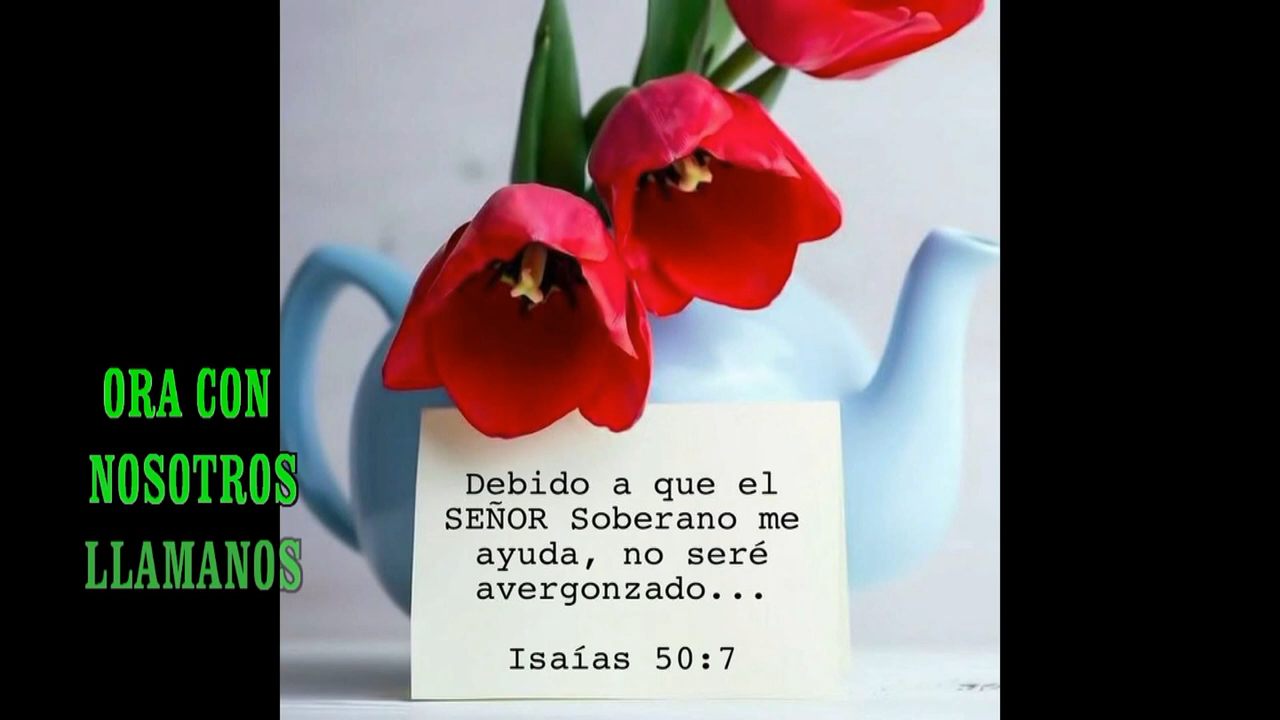 ORA CON
NOSOTROS
LLAMANOS
Debido a que el
SEÑOR Soberano me
ayuda, no seré
avergonzado...
Isaías 50:7